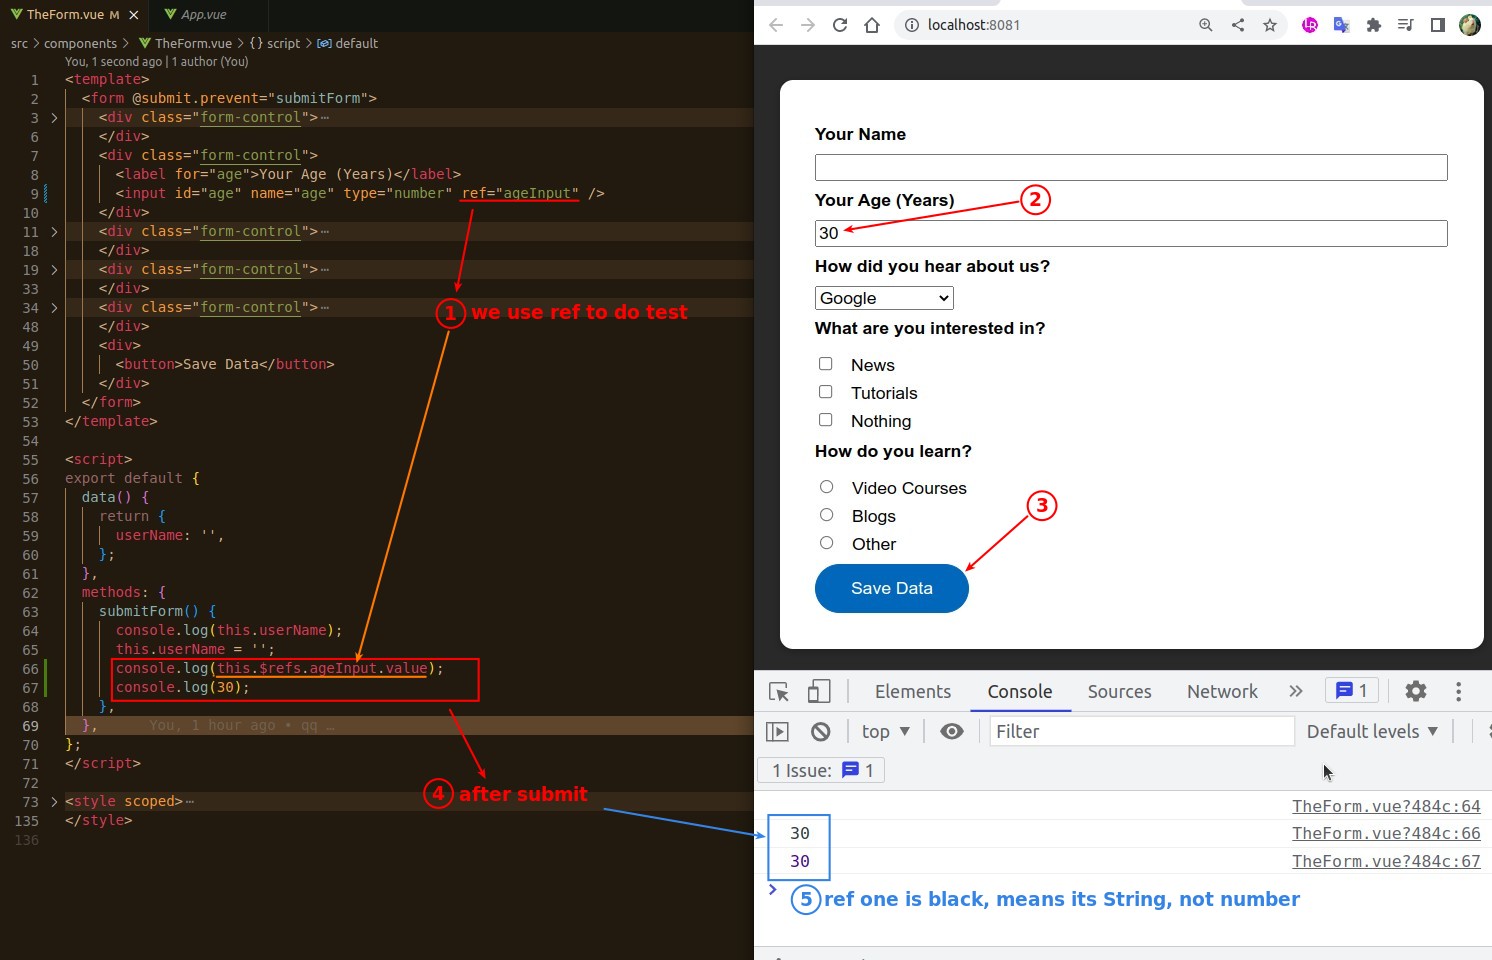 TheForm.vue M
App.vue
src > components > TheForm.vue > {} script > default
You, 1 second ago | 1 author (You)
1 <template>
2 <form @submit.prevent="submitForm">
3 <div class="form-control">…
6 </div>
7 <div class="form-control">
8 <label for="age">Your Age (Years)</label>
9 <input id="age" name="age" type="number" ref="ageInput" />
10 </div>
11 <div class="form-control">…
18 </div>
19 <div class="form-control">…
33 </div>
34 <div class="form-control">…
48 </div>
49 <div>
50 <button>Save Data</button>
51 </div>
52 </form>
53 </template>
54
55 <script>
56 export default {
57 data() {
58 return {
59 userName: '',
60 };
61 },
62 methods: {
63 submitForm() {
64 console.log(this.userName);
65 this.userName = '';
66 console.log(this.$refs.ageInput.value);
67 console.log(30);
68 },
69 }, You, 1 hour ago • qq …
70 };
71 </script>
72
73 <style scoped>…
135 </style>
136
1 we use ref to do test
4 after submit
localhost:8081
Your Name
Your Age (Years)
2
30
How did you hear about us?
Google
What are you interested in?
News
Tutorials
Nothing
How do you learn?
Video Courses
3
Blogs
Other
Save Data
Elements Console Sources Network » 1
top Filter Default levels
1 Issue: 1
TheForm.vue?484c:64
30 TheForm.vue?484c:66
30 TheForm.vue?484c:67
5 ref one is black, means its String, not number